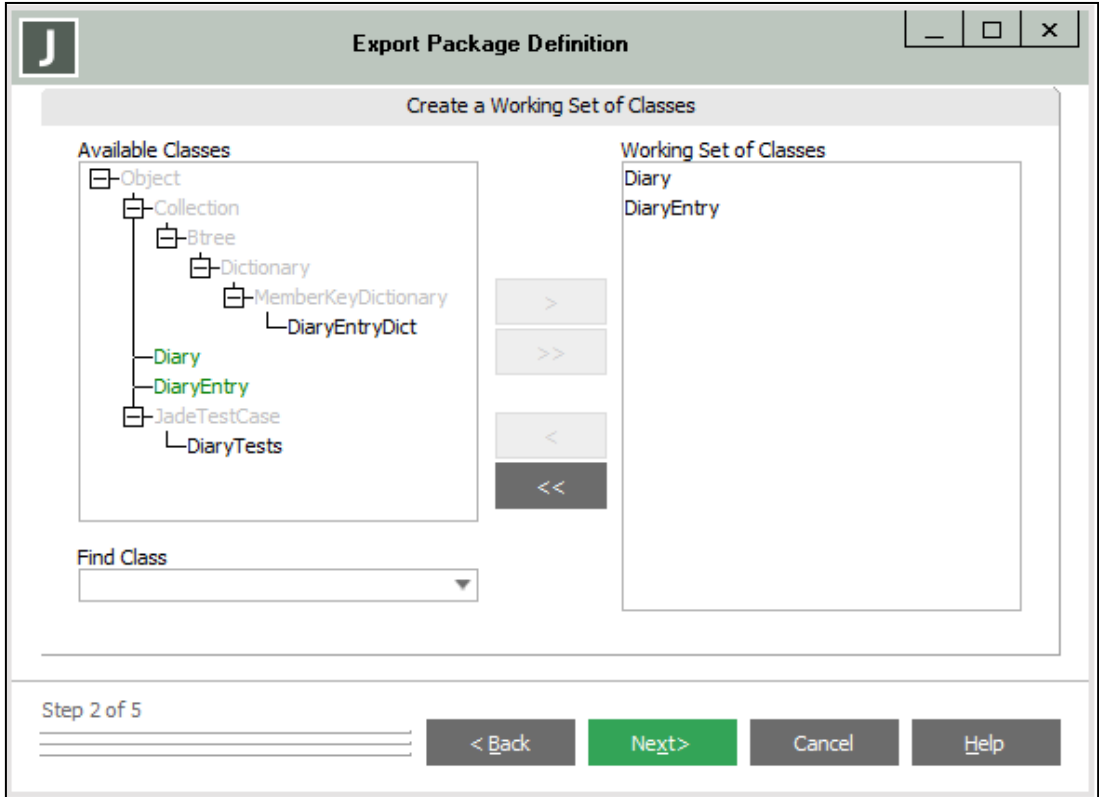 J
Export Package Definition
Create a Working Set of Classes
Available Classes
Object
Collection
Btree
Dictionary
MemberKeyDictionary
DiaryEntryDict
Diary
DiaryEntry
JadeTestCase
DiaryTests
Find Class
>
>>
<
<<
Working Set of Classes
Diary
DiaryEntry
Step 2 of 5
< Back
Next>
Cancel
Help